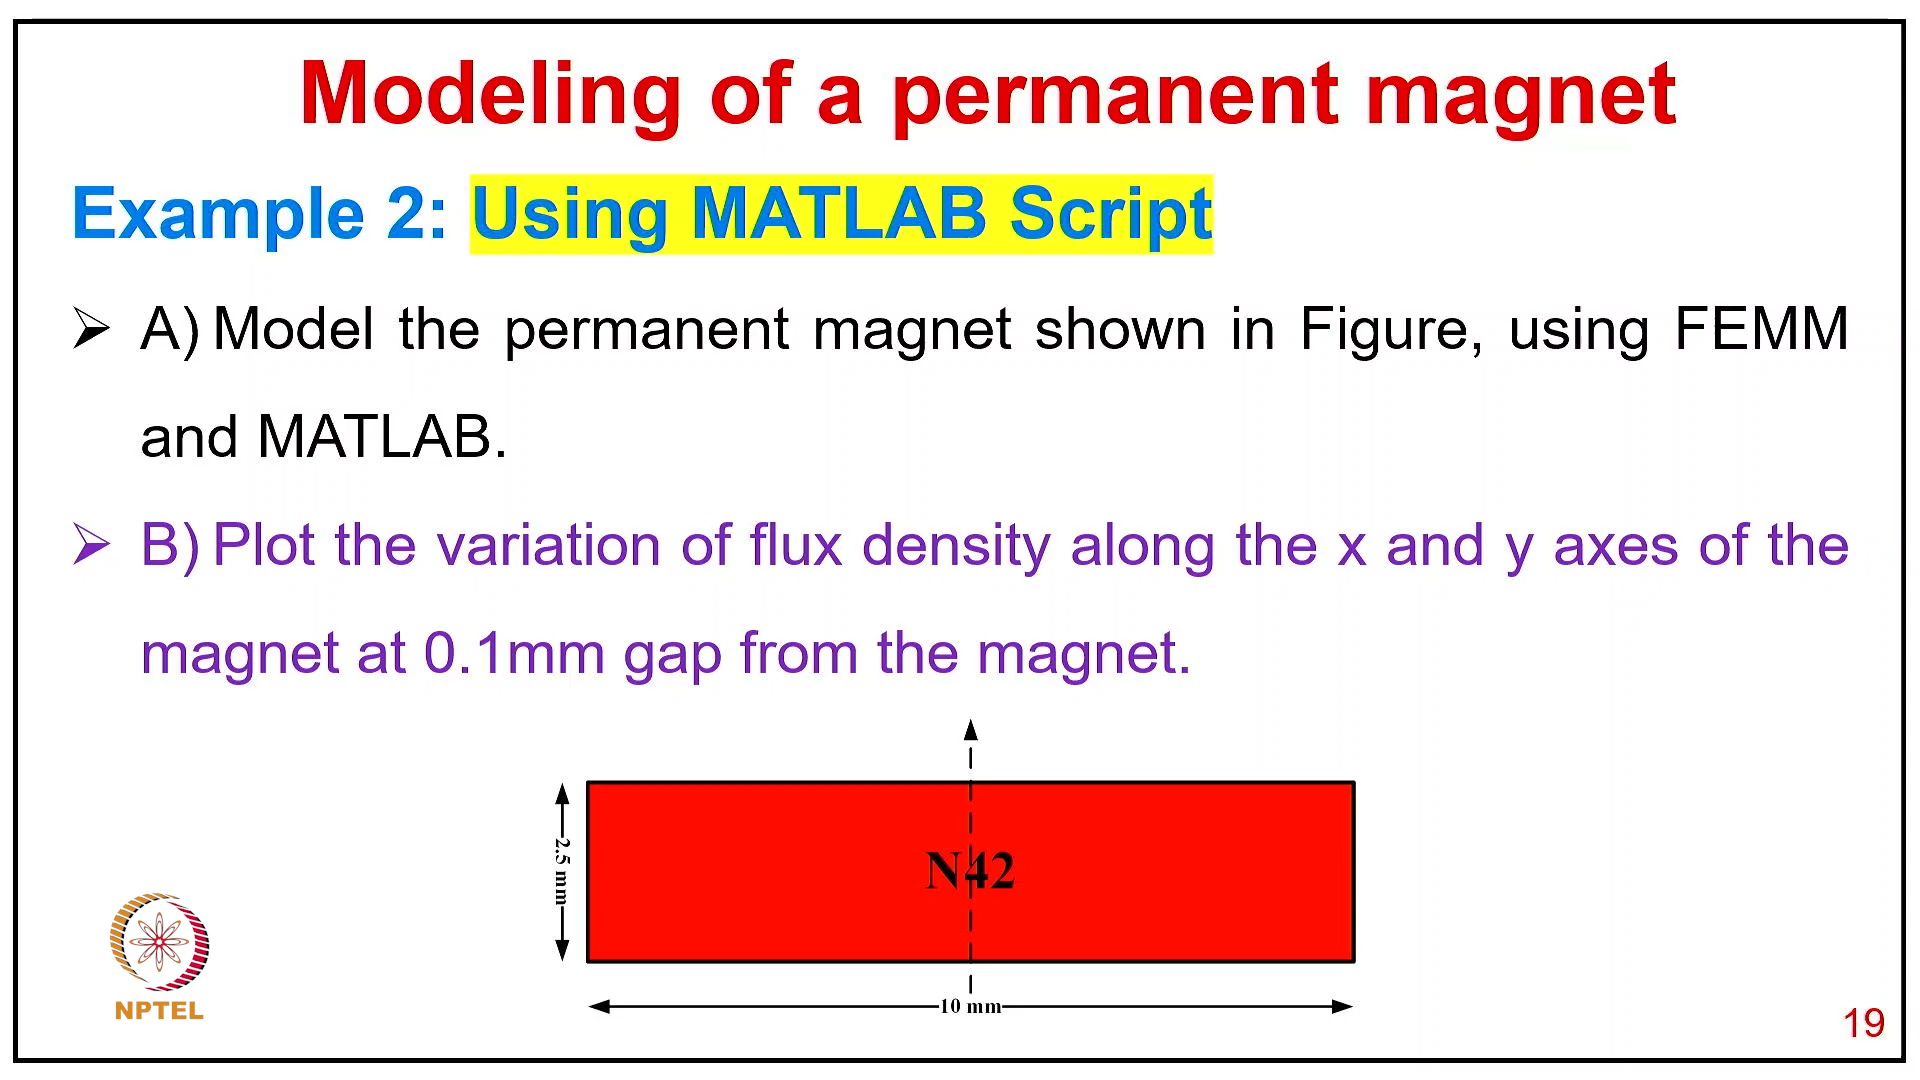 Modeling of a permanent magnet
Example 2: Using MATLAB Script
➢ A) Model the permanent magnet shown in Figure, using FEMM
and MATLAB.
➢ B) Plot the variation of flux density along the x and y axes of the
magnet at 0.1mm gap from the magnet.
2.5 mm
N42
10 mm
NPTEL
19